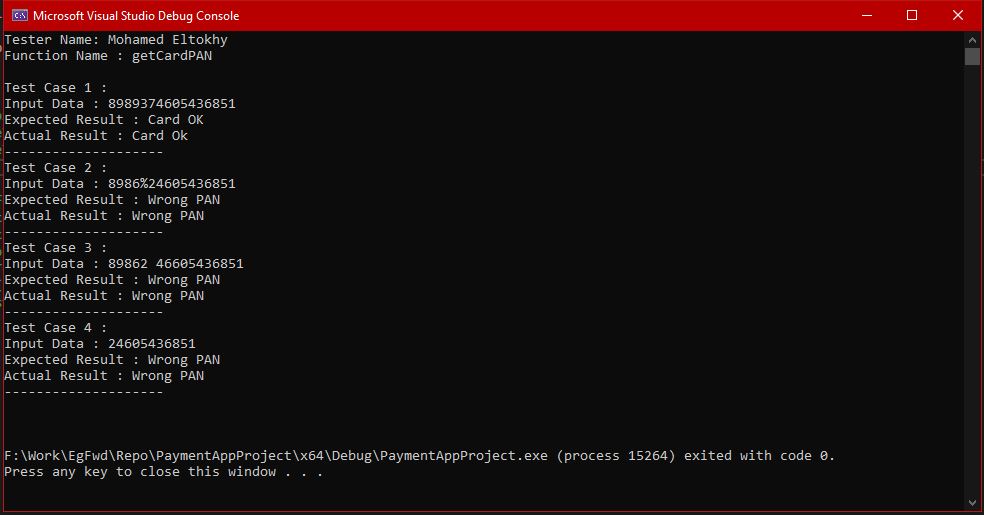 Microsoft Visual Studio Debug Console
Tester Name: Mohamed Eltokhy
Function Name : getCardPAN
Test Case 1 :
Input Data : 8989374605436851
Expected Result : Card OK
Actual Result : Card Ok
--------------------
Test Case 2 :
Input Data : 8986%24605436851
Expected Result : Wrong PAN
Actual Result : Wrong PAN
--------------------
Test Case 3 :
Input Data : 89862 46605436851
Expected Result : Wrong PAN
Actual Result : Wrong PAN
--------------------
Test Case 4 :
Input Data : 24605436851
Expected Result : Wrong PAN
Actual Result : Wrong PAN
--------------------
F:\Work\EgFwd\Repo\PaymentAppProject\x64\Debug\PaymentAppProject.exe (process 15264) exited with code 0.
Press any key to close this window . . .